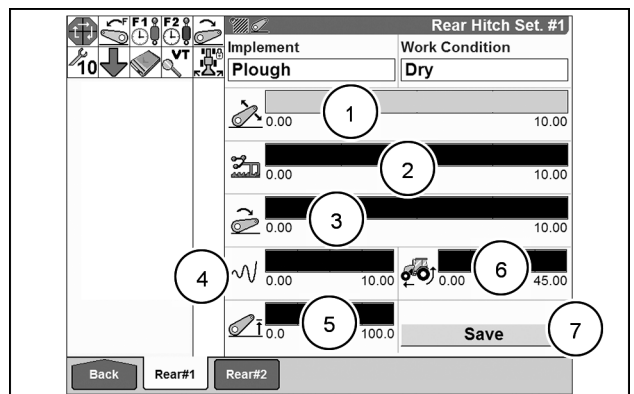 F F1 F2
10 VT
Rear Hitch Set. #1
Implement Work Condition
Plough Dry
1
0.00 10.00
2
0.00 10.00
3
0.00 10.00
4 0.00 10.00 6 0.00 45.00
5 0.0 100.0 Save 7
Back Rear#1 Rear#2